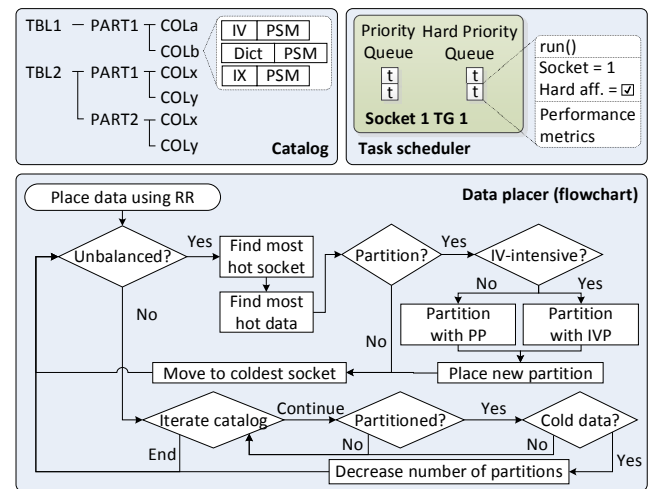 TBL1 PART1 COLa
COLb
TBL2 PART1 COLx
COLy
PART2 COLx
COLy
IV PSM
Dict PSM
IX PSM
Catalog
Priority Queue
Hard Priority Queue
t t
t t
Socket 1 TG 1
run()
Socket = 1
Hard aff. = ☑
Performance
metrics
Task scheduler
Data placer (flowchart)
Place data using RR
Unbalanced?
Yes
Find most
hot socket
Find most
hot data
Partition?
Yes
IV-intensive?
No
Yes
Partition
with PP
Partition
with IVP
No
No
Move to coldest socket
Place new partition
Iterate catalog
Continue
Partitioned?
Yes
Cold data?
End
No
No
Yes
Decrease number of partitions